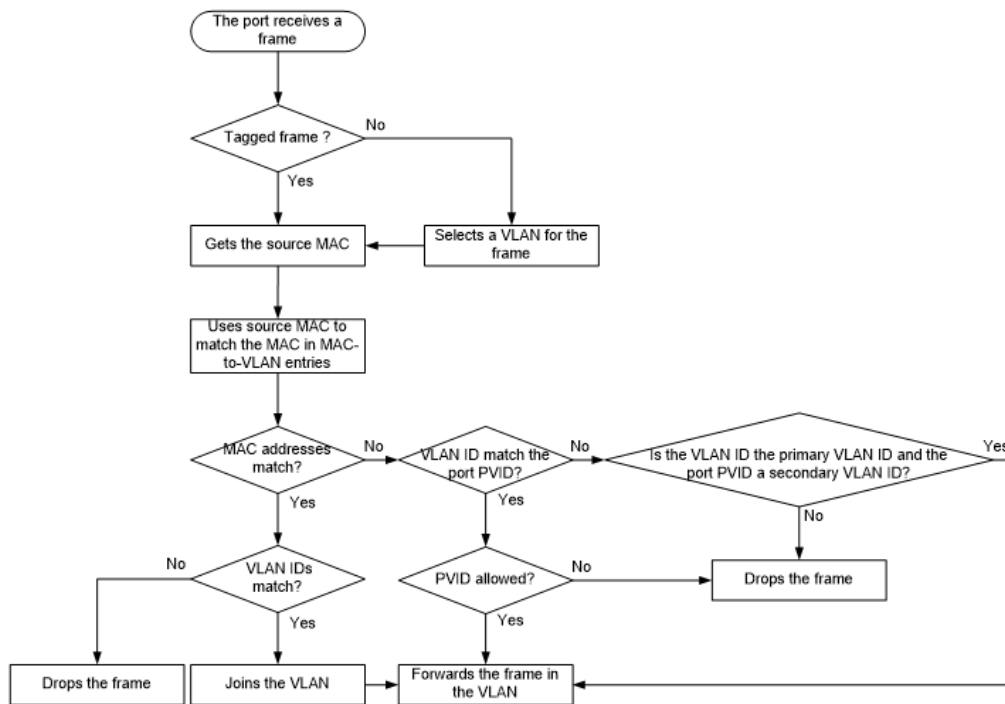 The port receives a
frame
Tagged frame ?
No
Yes
Gets the source MAC
Selects a VLAN for the
frame
Uses source MAC to
match the MAC in MAC-
to-VLAN entries
MAC addresses
match?
No
VLAN ID match the
port PVID?
No
Is the VLAN ID the primary VLAN ID and the
port PVID a secondary VLAN ID?
Yes
Yes
Yes
No
No
VLAN IDs
match?
PVID allowed?
No
Drops the frame
Yes
Yes
Drops the frame
Joins the VLAN
Forwards the frame in
the VLAN